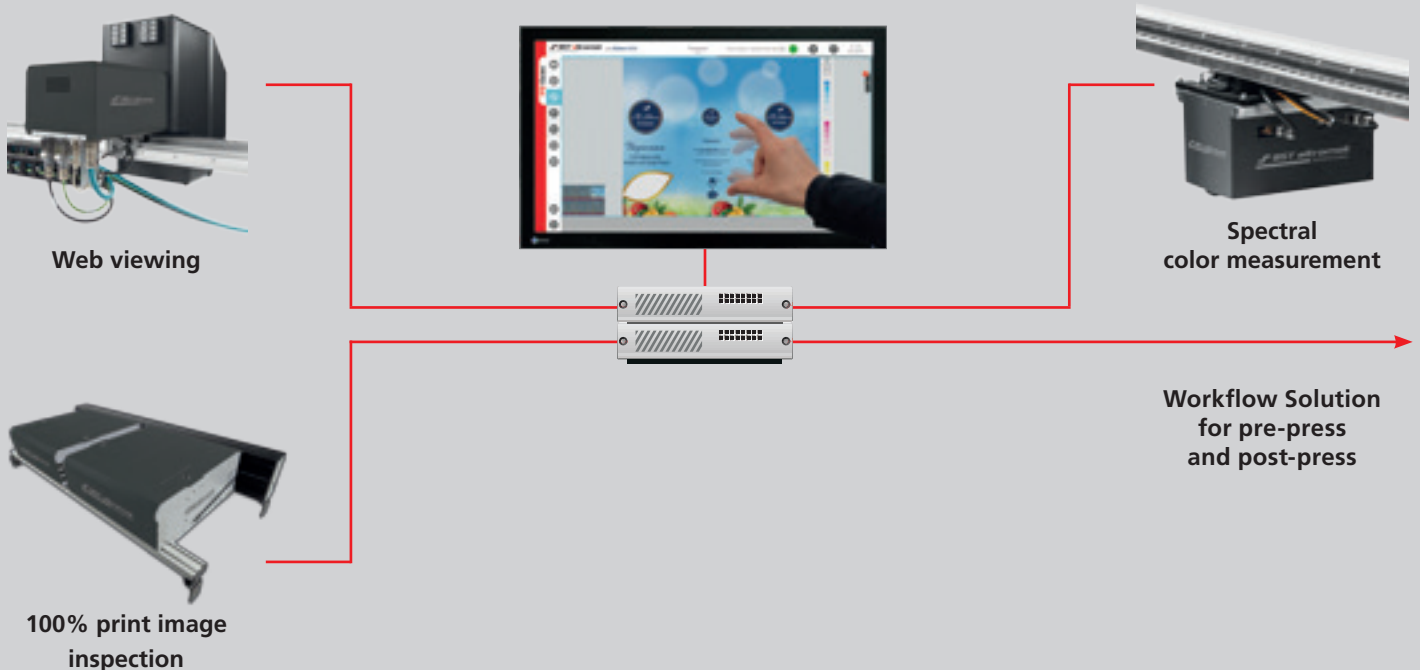 Web viewing
Spectral
color measurement
Workflow Solution
for pre-press
and post-press
100% print image
inspection